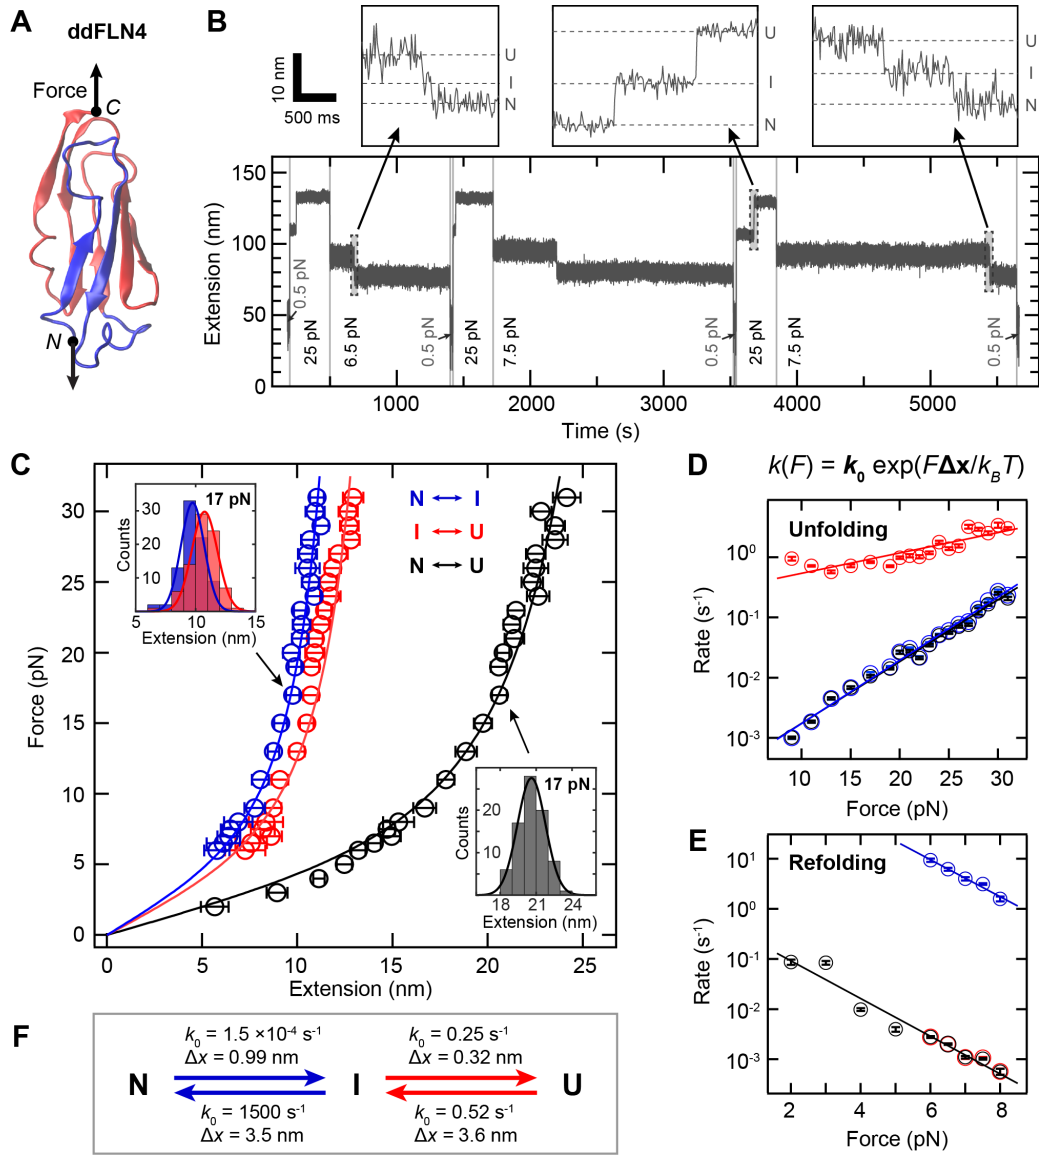 A
ddFLN4
Force
C
N
B
10 nm
500 ms
U
I
N
U
I
N
U
I
N
Extension (nm)
150
100
50
0
0.5 pN
25 pN
6.5 pN
0.5 pN
25 pN
7.5 pN
0.5 pN
25 pN
7.5 pN
0.5 pN
1000
2000
3000
4000
5000
Time (s)
C
Force (pN)
30
25
20
15
10
5
0
0
5
10
15
20
25
Extension (nm)
17 pN
Counts
30
20
10
5
10
15
Extension (nm)
N ↔ I
I ↔ U
N ↔ U
17 pN
Counts
20
10
18
21
24
Extension (nm)
D
k(F) = k₀ exp(FΔx/k_BT)
Unfolding
Rate (s⁻¹)
10⁰
10⁻¹
10⁻²
10⁻³
10
15
20
25
30
Force (pN)
E
Refolding
Rate (s⁻¹)
10¹
10⁰
10⁻¹
10⁻²
10⁻³
2
4
6
8
Force (pN)
F
k₀ = 1.5 ×10⁻⁴ s⁻¹
Δx = 0.99 nm
k₀ = 0.25 s⁻¹
Δx = 0.32 nm
N
I
U
k₀ = 1500 s⁻¹
Δx = 3.5 nm
k₀ = 0.52 s⁻¹
Δx = 3.6 nm